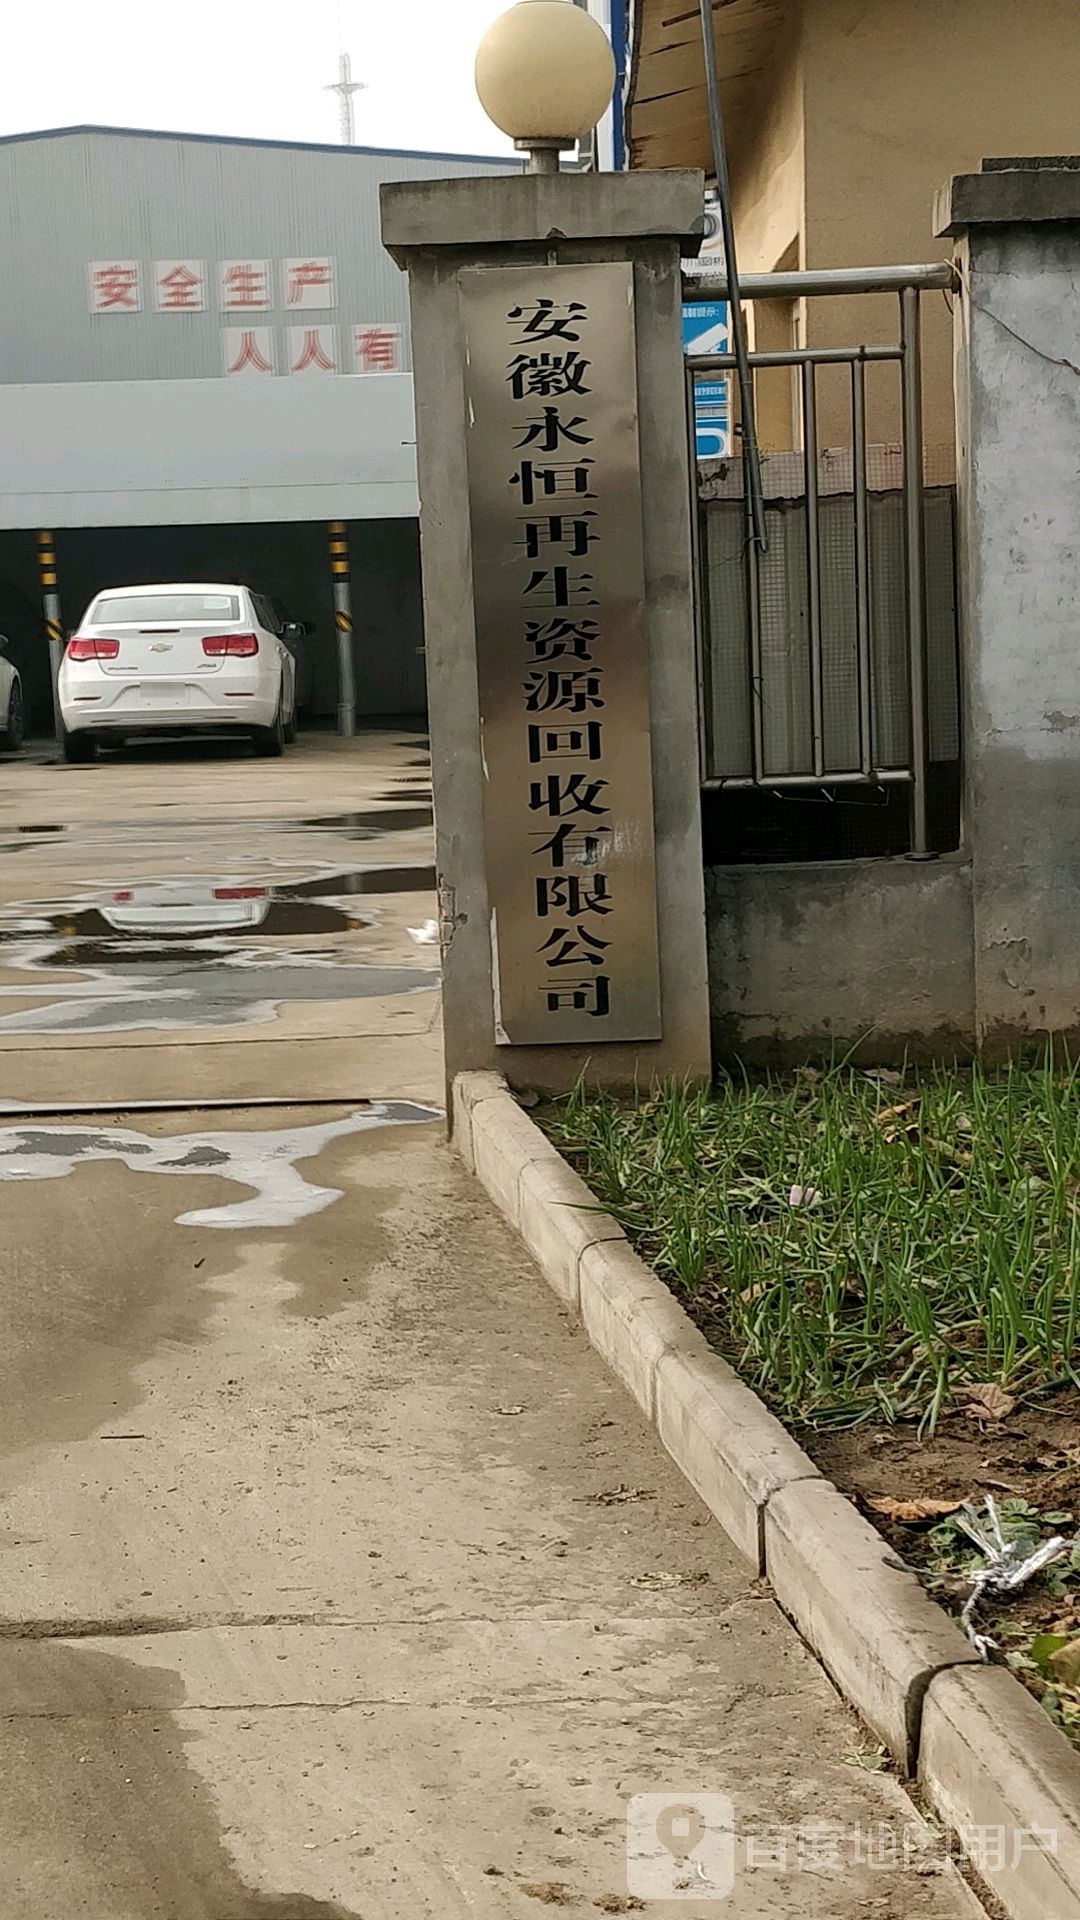 安全生产
人人有
安徽永恒再生资源回收有限公司
百度地图用户